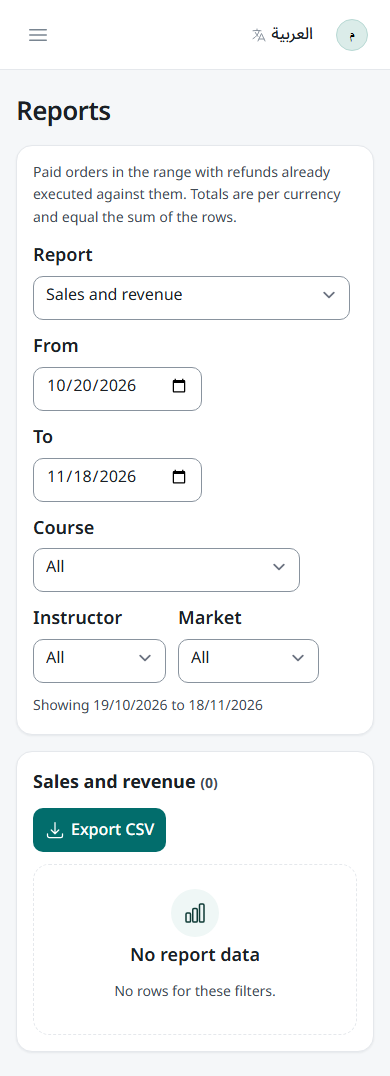 العربية
م
Reports
Paid orders in the range with refunds already
executed against them. Totals are per currency
and equal the sum of the rows.
Report
Sales and revenue
From
10/20/2026
To
11/18/2026
Course
All
Instructor Market
All All
Showing 19/10/2026 to 18/11/2026
Sales and revenue (0)
Export CSV
No report data
No rows for these filters.